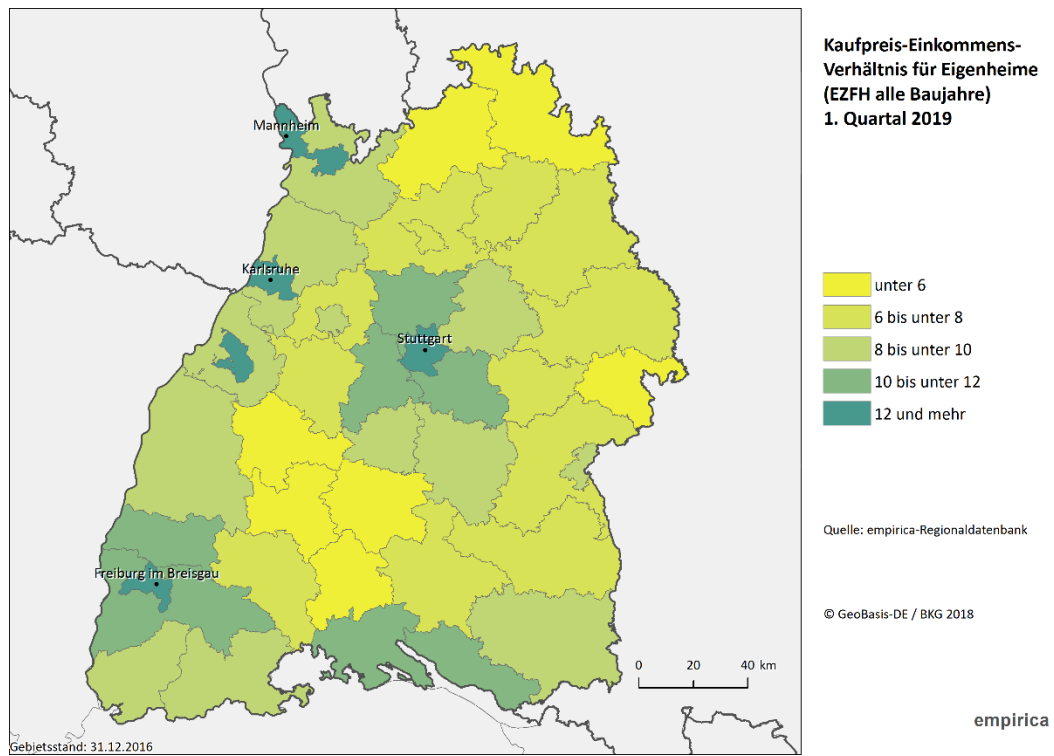 Kaufpreis-Einkommens-
Verhältnis für Eigenheime
(EZFH alle Baujahre)
1. Quartal 2019
Mannheim
Karlsruhe
Stuttgart
Freiburg im Breisgau
unter 6
6 bis unter 8
8 bis unter 10
10 bis unter 12
12 und mehr
Quelle: empirica-Regionaldatenbank
© GeoBasis-DE / BKG 2018
0 20 40 km
empirica
Gebietsstand: 31.12.2016